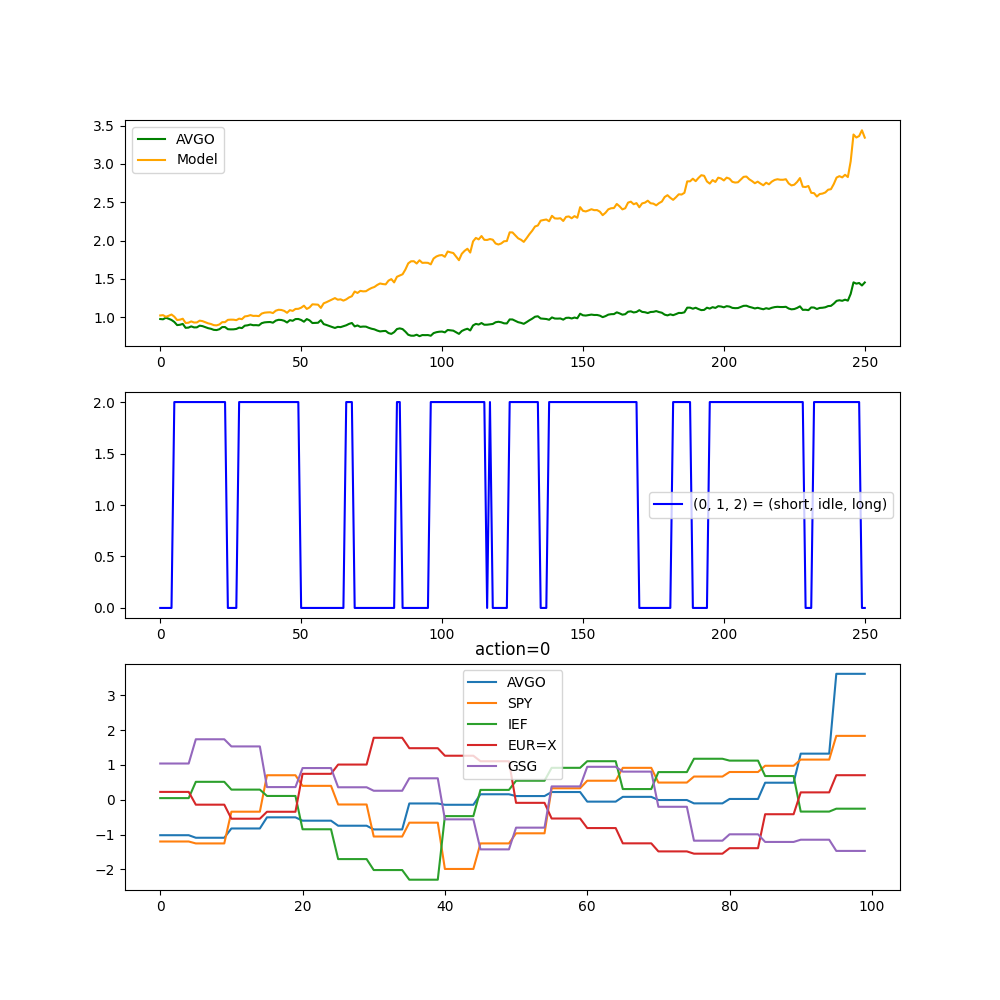 3.5
3.0
2.5
2.0
1.5
1.0
AVGO
Model
0 50 100 150 200 250
2.0
1.5
1.0
0.5
0.0
(0, 1, 2) = (short, idle, long)
0 50 100 150 200 250
action=0
3
2
1
0
−1
−2
AVGO
SPY
IEF
EUR=X
GSG
0 20 40 60 80 100